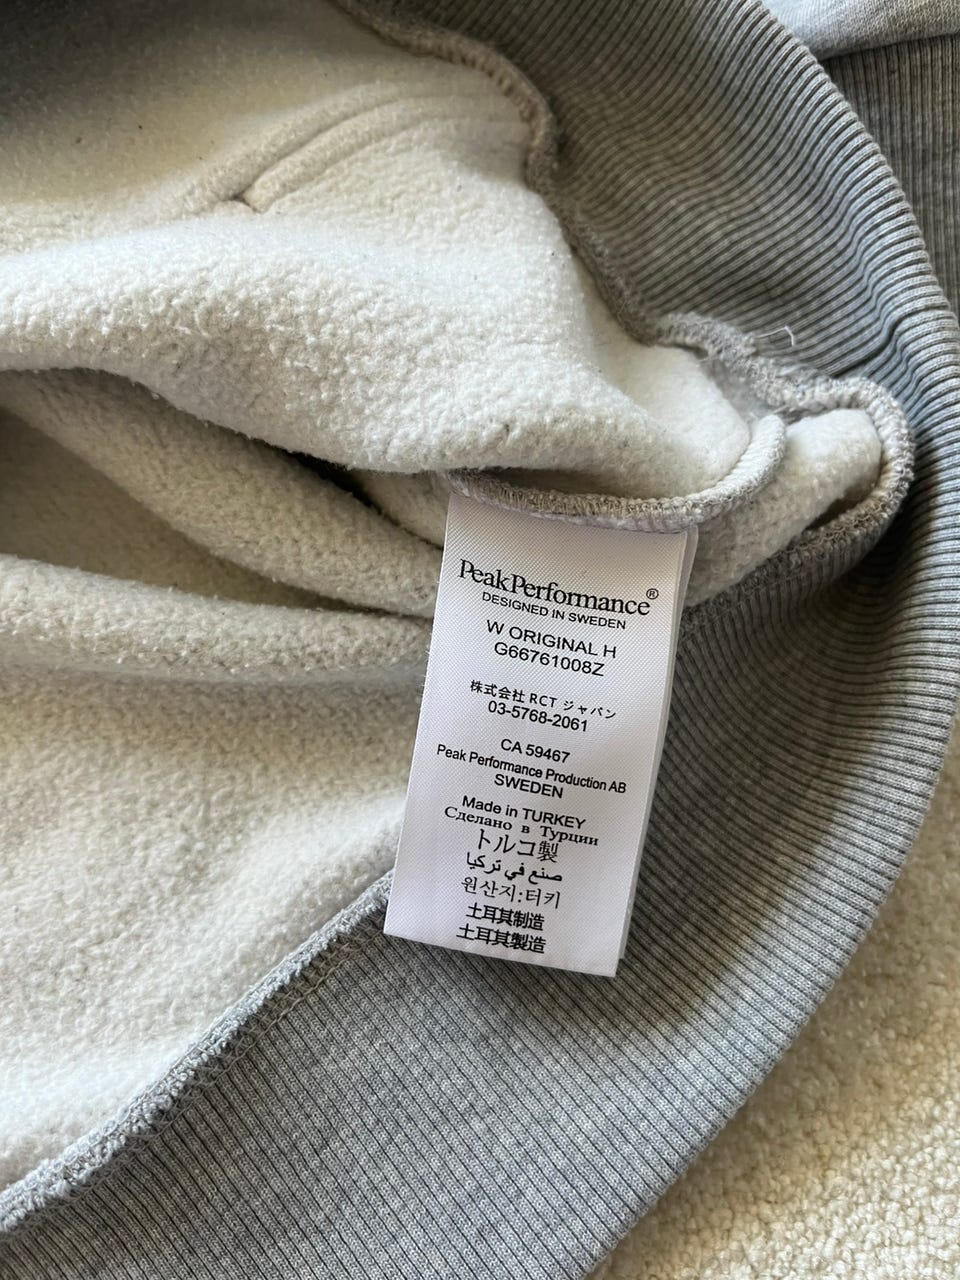 PeakPerformance®
DESIGNED IN SWEDEN
W ORIGINAL H
G66761008Z
株式会社 RCT ジャパン
03-5768-2061
CA 59467
Peak Performance Production AB
SWEDEN
Made in TURKEY
Сделано в Турции
トルコ製
صنع في تركيا
원산지:터키
土耳其制造
土耳其製造